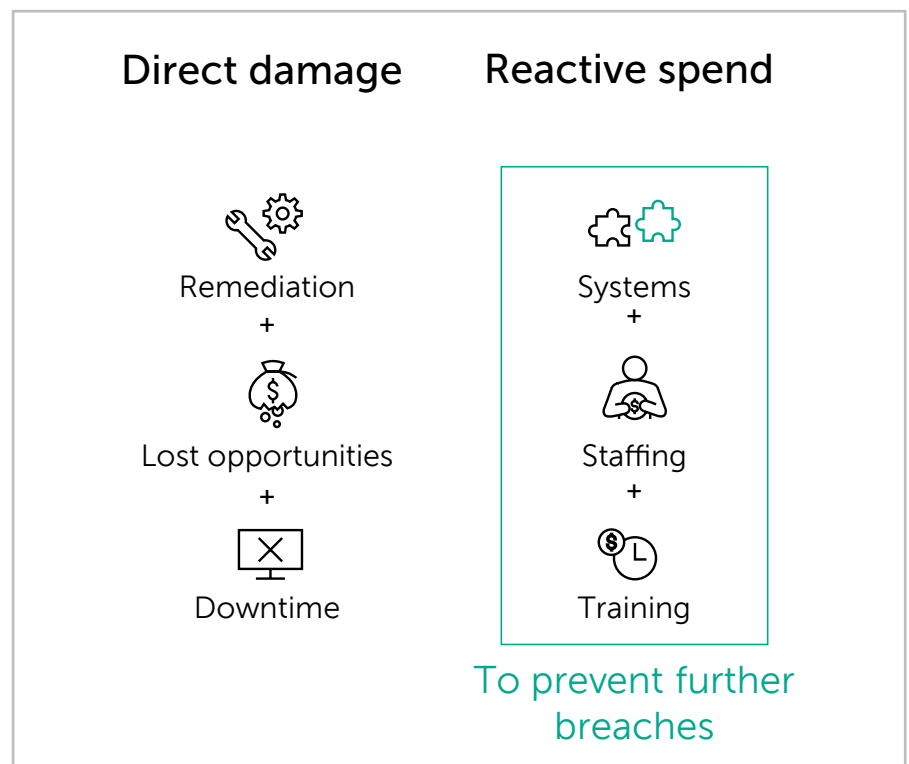 Direct damage
Remediation
+
Lost opportunities
+
Downtime
Reactive spend
Systems
+
Staffing
+
Training
To prevent further
breaches
$
$
$